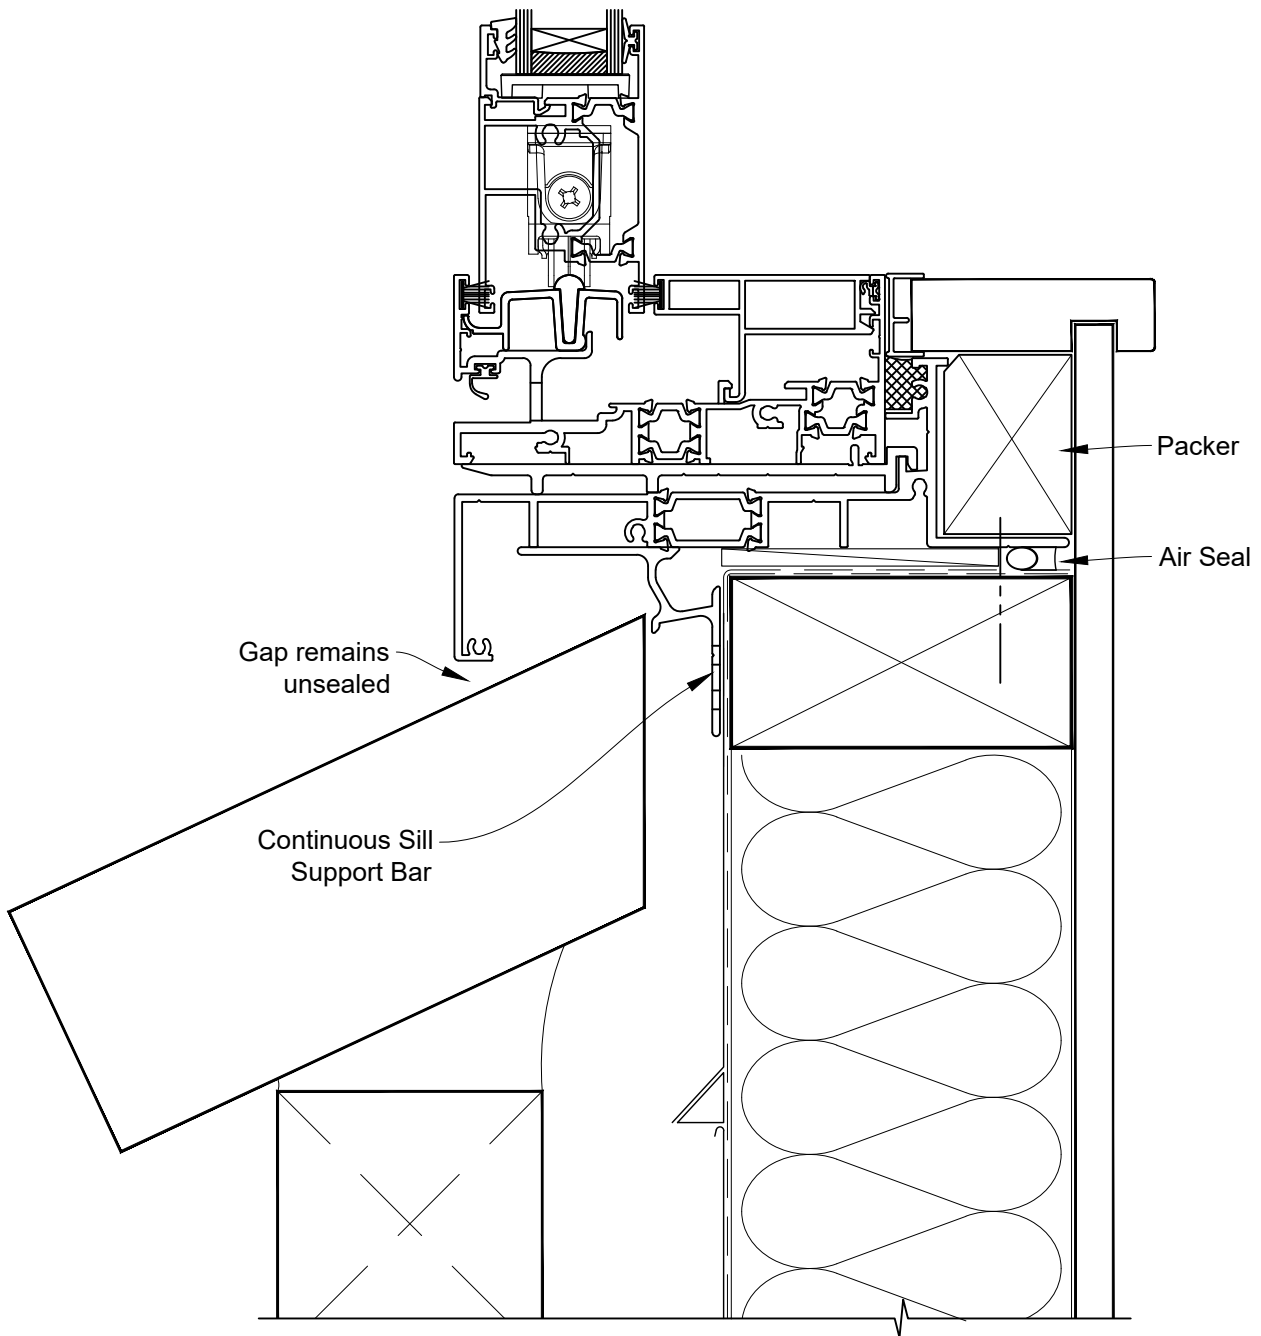 Packer
Air Seal
Gap remains
unsealed
Continuous Sill
Support Bar